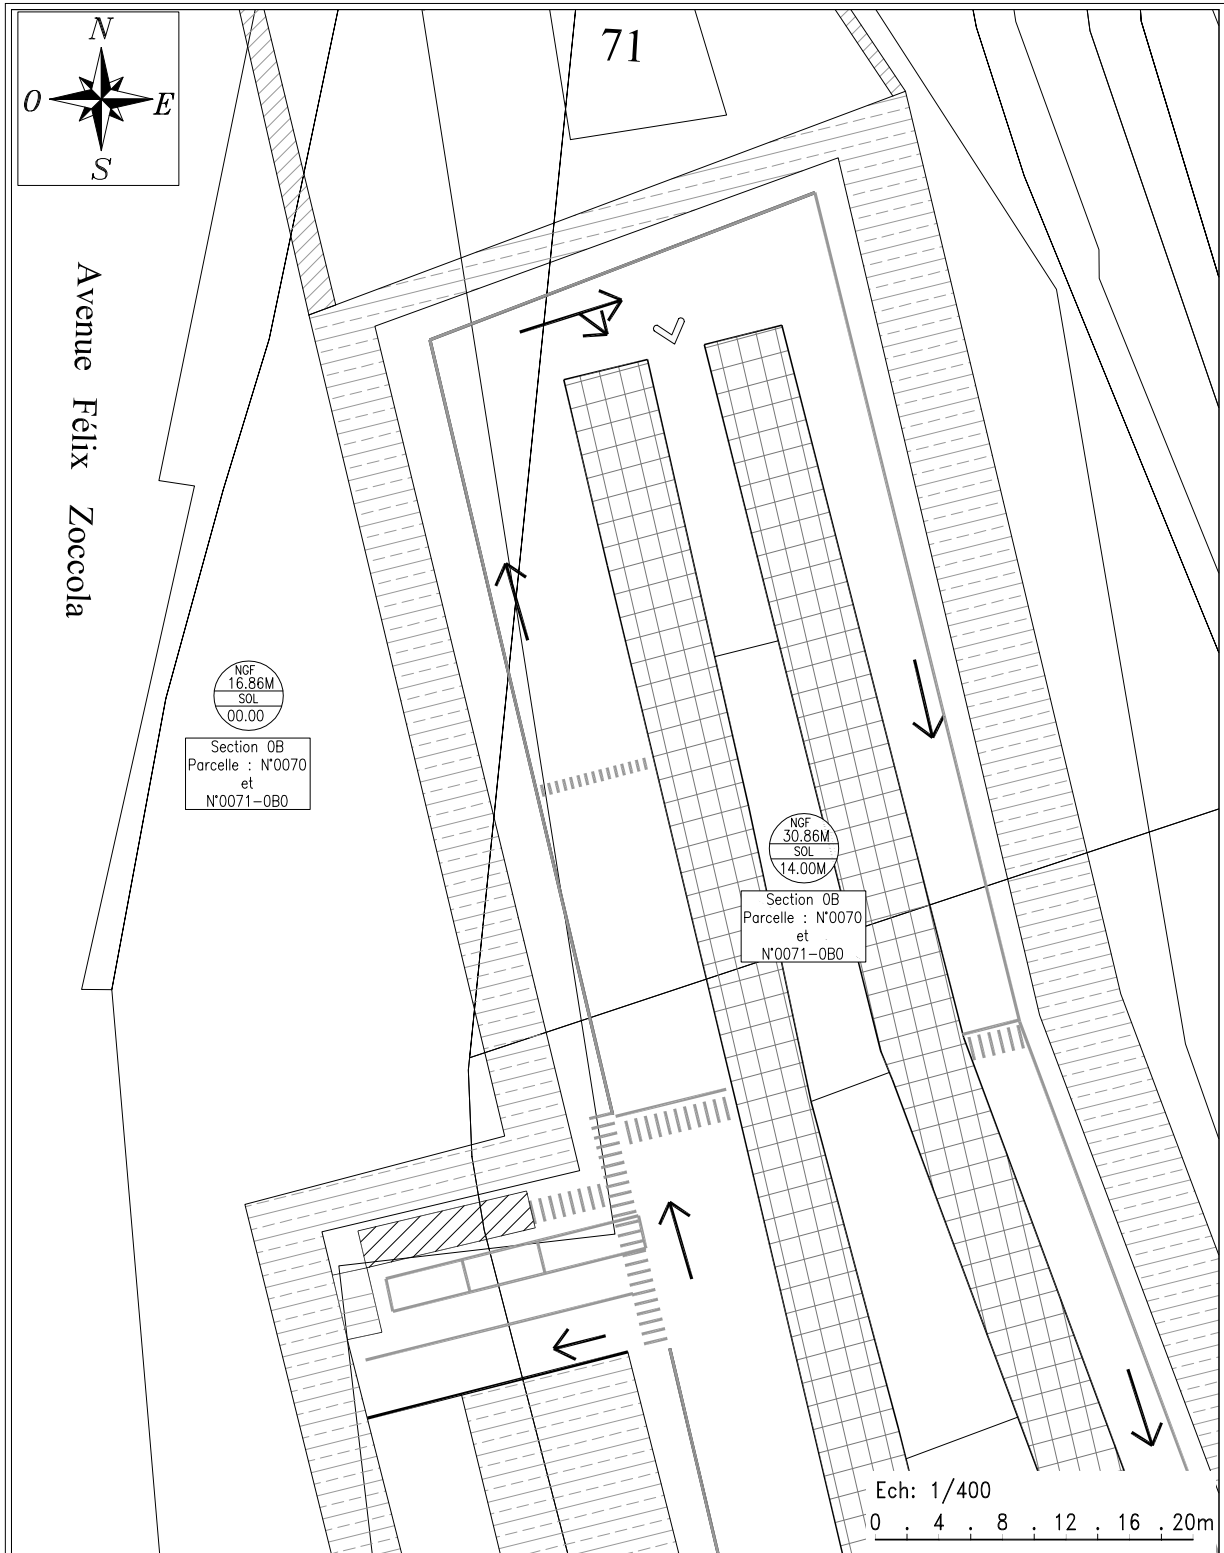 N
O E
S
71
Avenue Félix Zoccola
NGF
16.86M
SOL
00.00
Section 0B
Parcelle : N°0070
et
N°0071-0B0
NGF
30.86M
SOL
14.00M
Section 0B
Parcelle : N°0070
et
N°0071-0B0
Ech: 1/400
0 . 4 . 8 . 12 . 16 . 20m